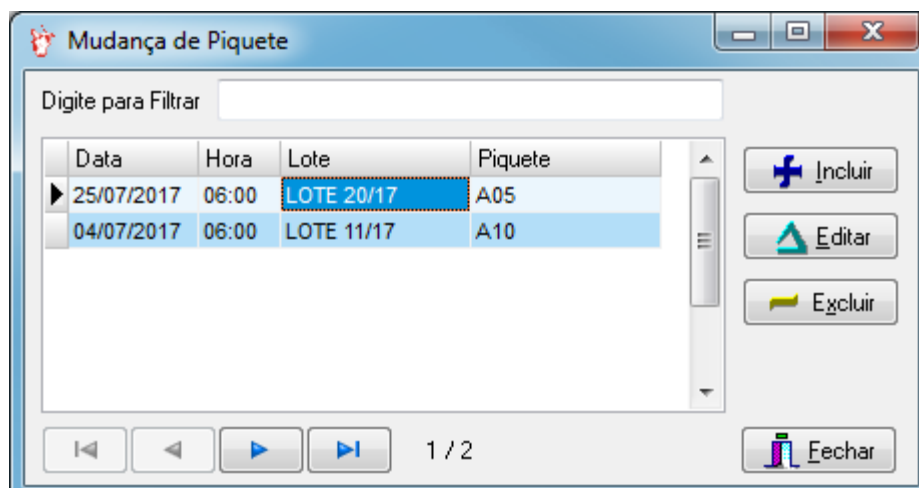 Mudança de Piquete
Digite para Filtrar
Data Hora Lote Piquete
25/07/2017 06:00 LOTE 20/17 A05
04/07/2017 06:00 LOTE 11/17 A10
Incluir
Editar
Excluir
1 / 2
Fechar